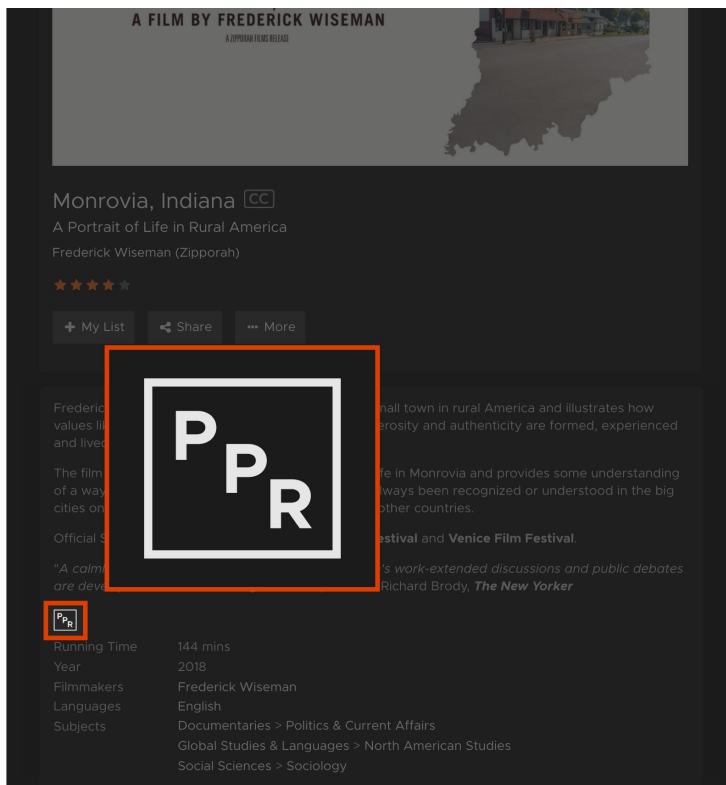 A FILM BY FREDERICK WISEMAN
A ZIPPORAH FILMS RELEASE
Monrovia, Indiana CC
A Portrait of Life in Rural America
Frederick Wiseman (Zipporah)
+ My List
Share
••• More
PPR
Frederic
mall town in rural America and illustrates how
values li
erosity and authenticity are formed, experienced
and live
The film
fe in Monrovia and provides some understanding
of a way
lways been recognized or understood in the big
cities on
other countries.
Official S
estival and Venice Film Festival.
"A calml
's work-extended discussions and public debates
are deve
Richard Brody, The New Yorker
PPR
Running Time 144 mins
Year 2018
Filmmakers Frederick Wiseman
Languages English
Subjects Documentaries > Politics & Current Affairs
Global Studies & Languages > North American Studies
Social Sciences > Sociology